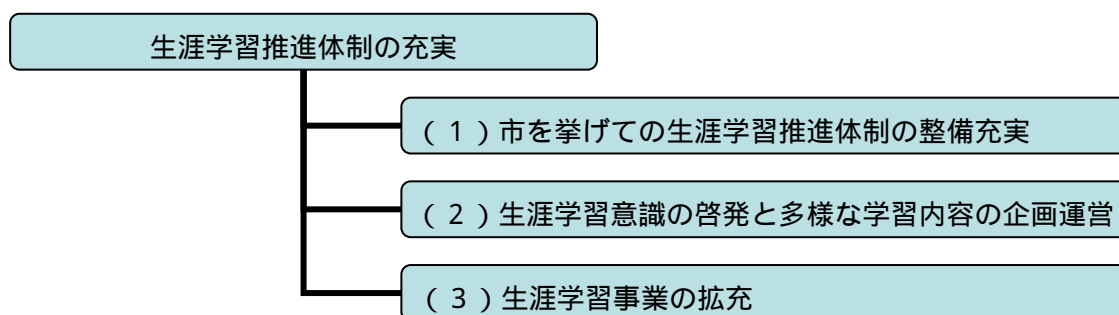 生涯学習推進体制の充実
(1)市を挙げての生涯学習推進体制の整備充実
(2)生涯学習意識の啓発と多様な学習内容の企画運営
(3)生涯学習事業の拡充